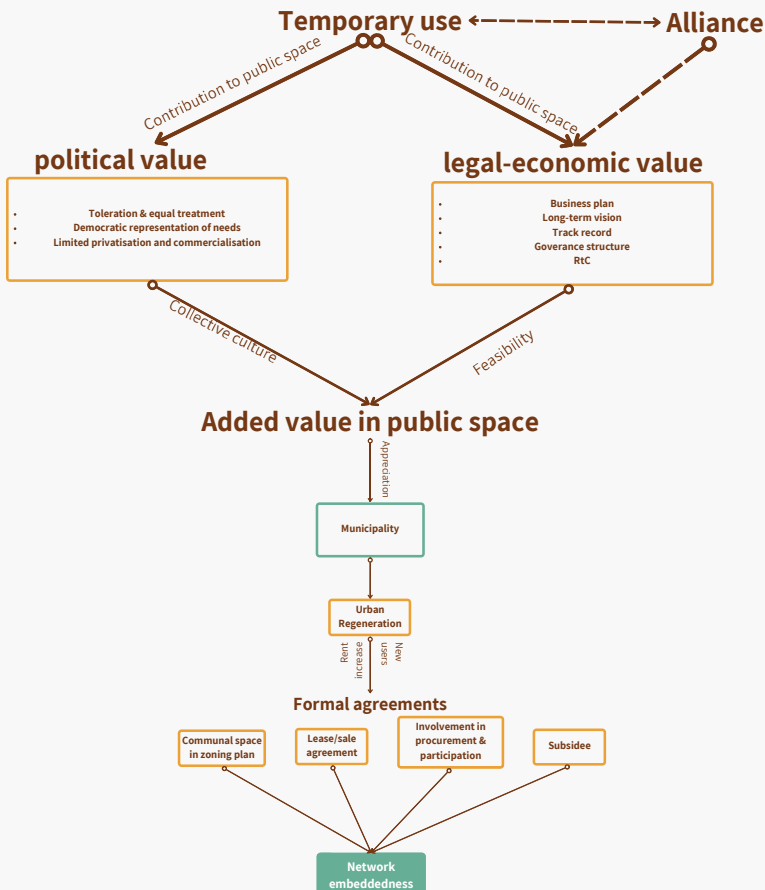 Temporary use
Alliance
Contribution to public space
Contribution to public space
political value
legal-economic value
• Toleration & equal treatment
• Democratic representation of needs
• Limited privatisation and commercialisation
• Business plan
• Long-term vision
• Track record
• Goverance structure
• RtC
Collective culture
Feasibility
Added value in public space
Appreciation
Municipality
Urban
Regeneration
Rent
increase
New
users
Formal agreements
Communal space
in zoning plan
Lease/sale
agreement
Involvement in
procurement &
participation
Subsidee
Network
embeddedness